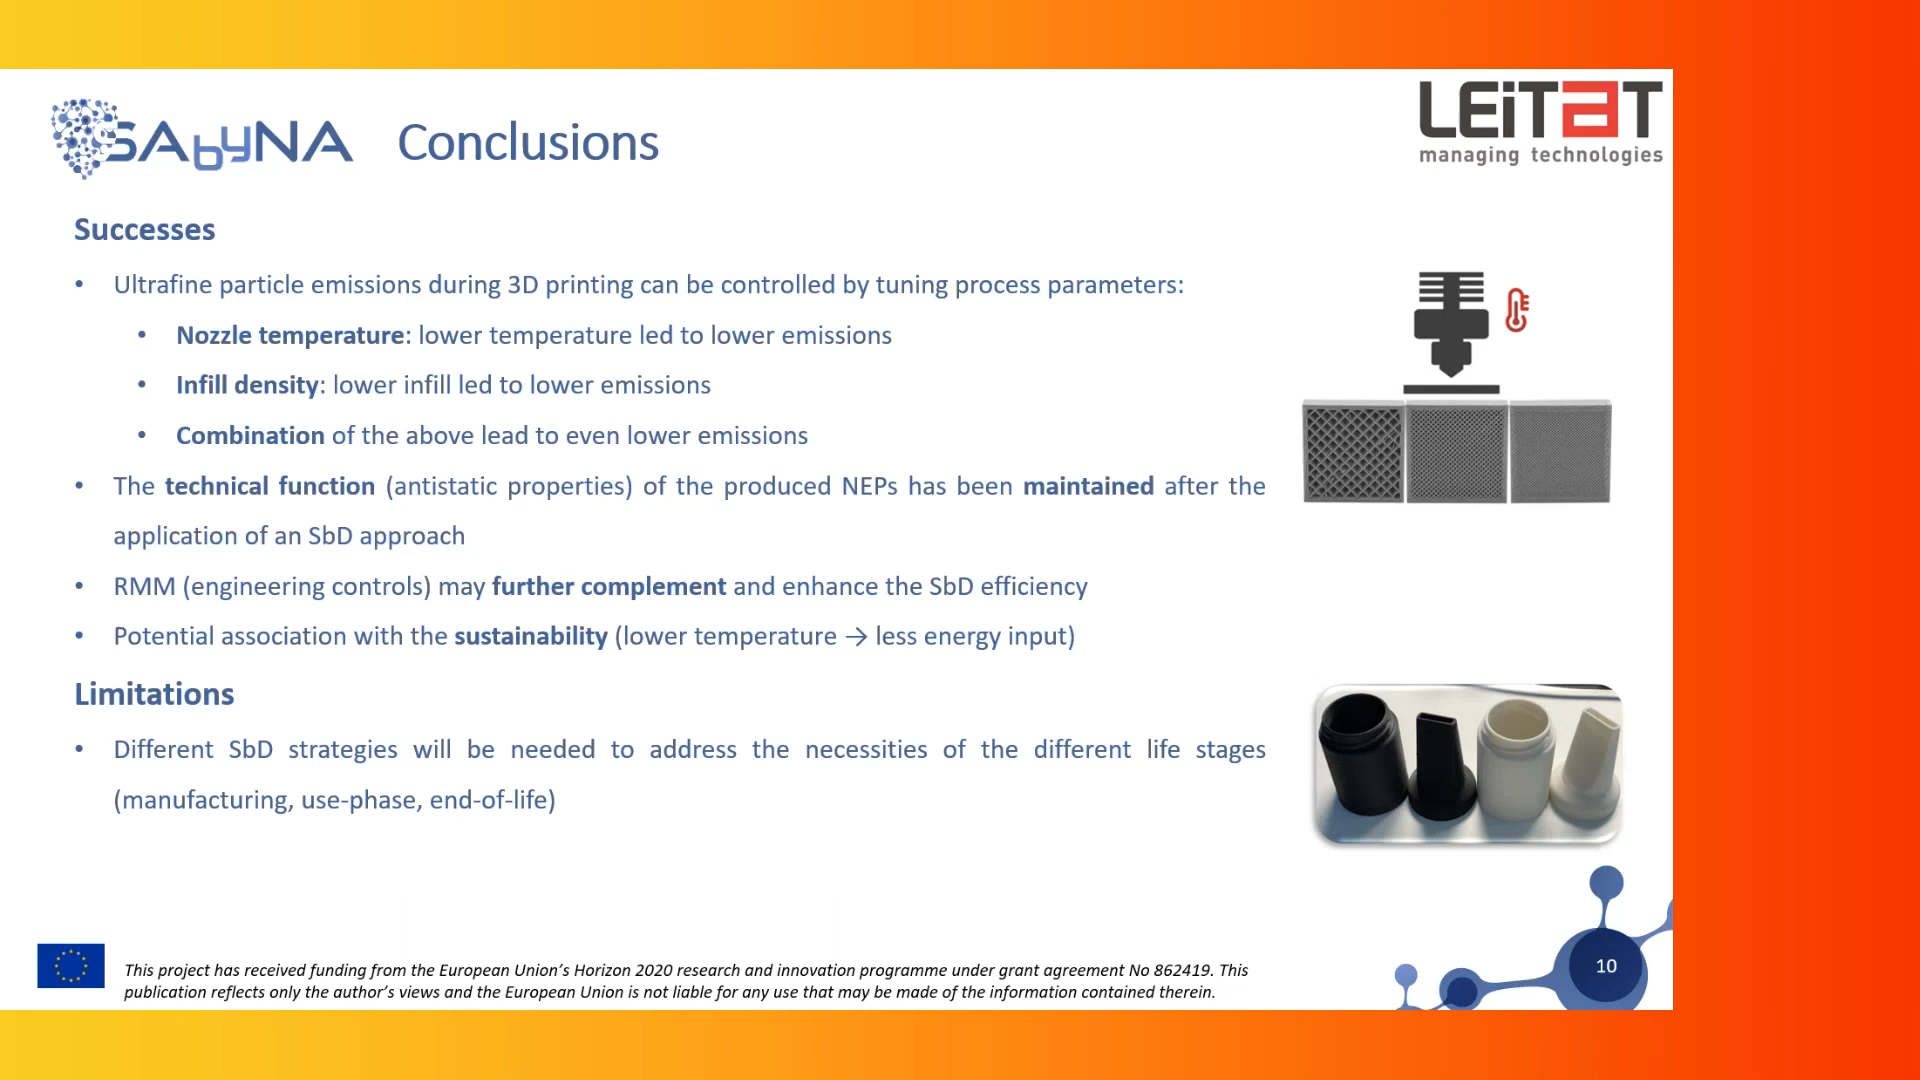 SAbyNA
Conclusions
LEiTaT
managing technologies
Successes
• Ultrafine particle emissions during 3D printing can be controlled by tuning process parameters:
• Nozzle temperature: lower temperature led to lower emissions
• Infill density: lower infill led to lower emissions
• Combination of the above lead to even lower emissions
• The technical function (antistatic properties) of the produced NEPs has been maintained after the
application of an SbD approach
• RMM (engineering controls) may further complement and enhance the SbD efficiency
• Potential association with the sustainability (lower temperature → less energy input)
Limitations
• Different SbD strategies will be needed to address the necessities of the different life stages
(manufacturing, use-phase, end-of-life)
This project has received funding from the European Union’s Horizon 2020 research and innovation programme under grant agreement No 862419. This
publication reflects only the author’s views and the European Union is not liable for any use that may be made of the information contained therein.
10